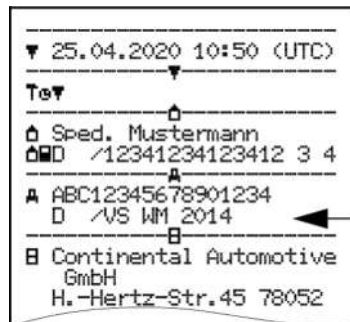 ▼ 25.04.2020 10:50 (UTC)
T▼
Sped. Mustermann
D /12341234123412 3 4
ABC12345678901234
D /VS WM 2014
Continental Automotive
GmbH
H.-Hertz-Str.45 78052